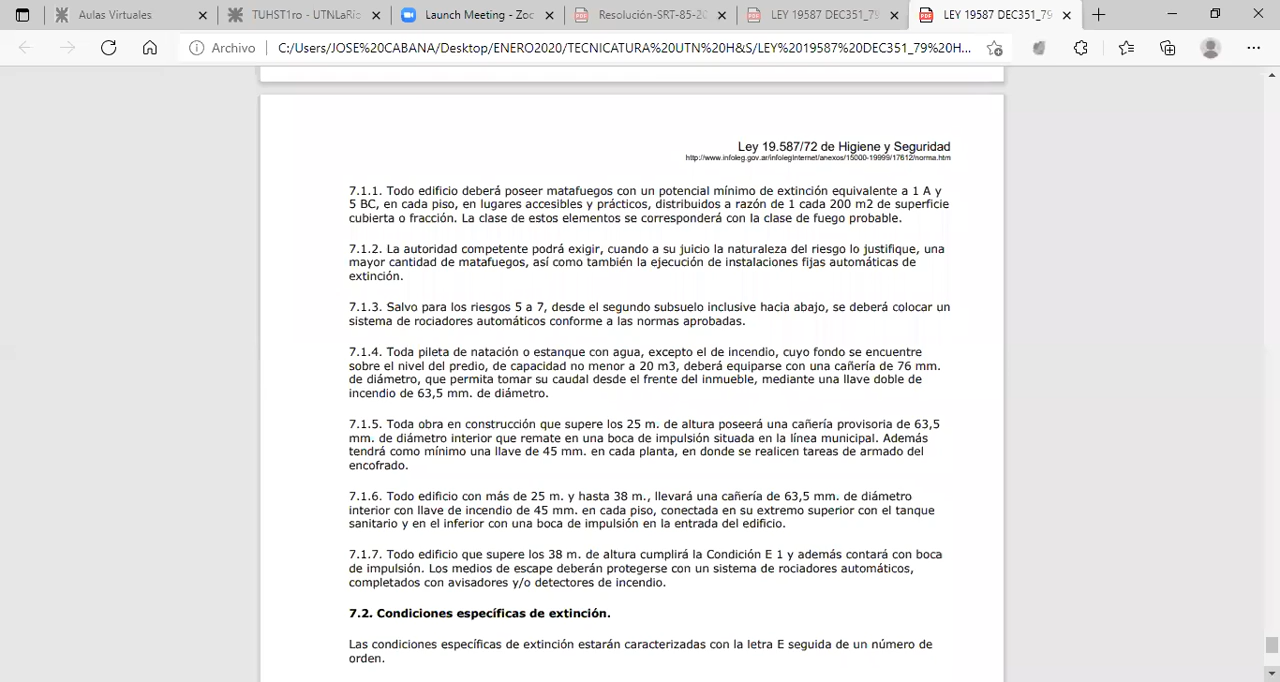 Aulas Virtuales
TUHST1ro - UTNLaRio
Launch Meeting - Zoo
Resolución-SRT-85-20
LEY 19587 DEC351_79
LEY 19587 DEC351_79
Archivo
C:/Users/JOSE%20CABANA/Desktop/ENERO2020/TECNICATURA%20UTN%20H&S/LEY%2019587%20DEC351_79%20H...
Ley 19.587/72 de Higiene y Seguridad
http://www.infoleg.gov.ar/infolegInternet/anexos/15000-19999/17612/norma.htm
7.1.1. Todo edificio deberá poseer matafuegos con un potencial mínimo de extinción equivalente a 1 A y
5 BC, en cada piso, en lugares accesibles y prácticos, distribuidos a razón de 1 cada 200 m2 de superficie
cubierta o fracción. La clase de estos elementos se corresponderá con la clase de fuego probable.
7.1.2. La autoridad competente podrá exigir, cuando a su juicio la naturaleza del riesgo lo justifique, una
mayor cantidad de matafuegos, así como también la ejecución de instalaciones fijas automáticas de
extinción.
7.1.3. Salvo para los riesgos 5 a 7, desde el segundo subsuelo inclusive hacia abajo, se deberá colocar un
sistema de rociadores automáticos conforme a las normas aprobadas.
7.1.4. Toda pileta de natación o estanque con agua, excepto el de incendio, cuyo fondo se encuentre
sobre el nivel del predio, de capacidad no menor a 20 m3, deberá equiparse con una cañería de 76 mm.
de diámetro, que permita tomar su caudal desde el frente del inmueble, mediante una llave doble de
incendio de 63,5 mm. de diámetro.
7.1.5. Toda obra en construcción que supere los 25 m. de altura poseerá una cañería provisoria de 63,5
mm. de diámetro interior que remate en una boca de impulsión situada en la línea municipal. Además
tendrá como mínimo una llave de 45 mm. en cada planta, en donde se realicen tareas de armado del
encofrado.
7.1.6. Todo edificio con más de 25 m. y hasta 38 m., llevará una cañería de 63,5 mm. de diámetro
interior con llave de incendio de 45 mm. en cada piso, conectada en su extremo superior con el tanque
sanitario y en el inferior con una boca de impulsión en la entrada del edificio.
7.1.7. Todo edificio que supere los 38 m. de altura cumplirá la Condición E 1 y además contará con boca
de impulsión. Los medios de escape deberán protegerse con un sistema de rociadores automáticos,
completados con avisadores y/o detectores de incendio.
7.2. Condiciones específicas de extinción.
Las condiciones específicas de extinción estarán caracterizadas con la letra E seguida de un número de
orden.